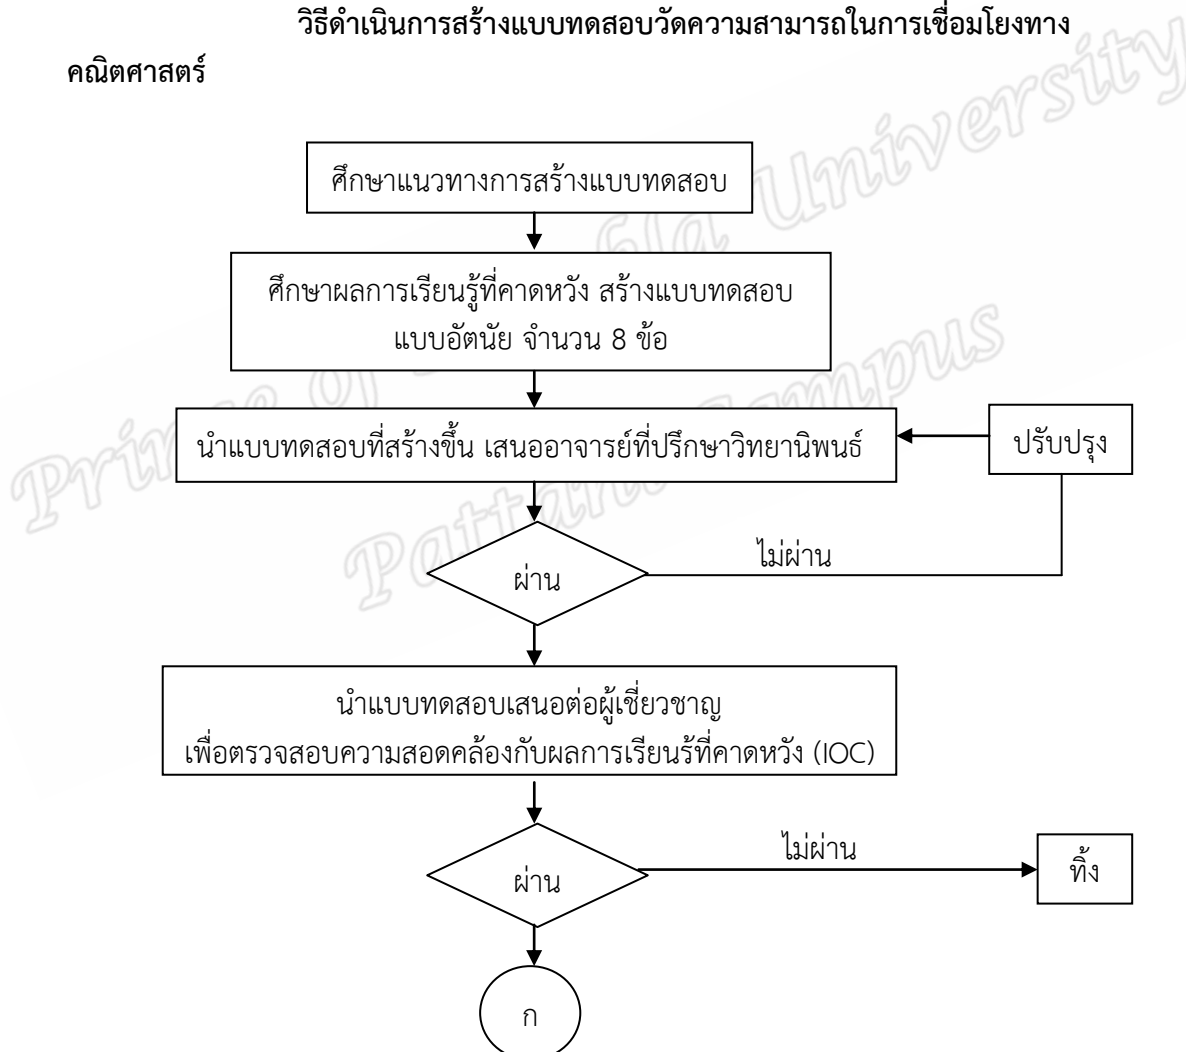 วิธีดำเนินการสร้างแบบทดสอบวัดความสามารถในการเชื่อมโยงทาง
คณิตศาสตร์
ศึกษาแนวทางการสร้างแบบทดสอบ
ศึกษาผลการเรียนรู้ที่คาดหวัง สร้างแบบทดสอบ
แบบอัตนัย จำนวน 8 ข้อ
นำแบบทดสอบที่สร้างขึ้น เสนออาจารย์ที่ปรึกษาวิทยานิพนธ์
ปรับปรุง
ไม่ผ่าน
ผ่าน
นำแบบทดสอบเสนอต่อผู้เชี่ยวชาญ
เพื่อตรวจสอบความสอดคล้องกับผลการเรียนรู้ที่คาดหวัง (IOC)
ไม่ผ่าน
ทิ้ง
ผ่าน
ก
Prince of Songkla University
Pattani Campus